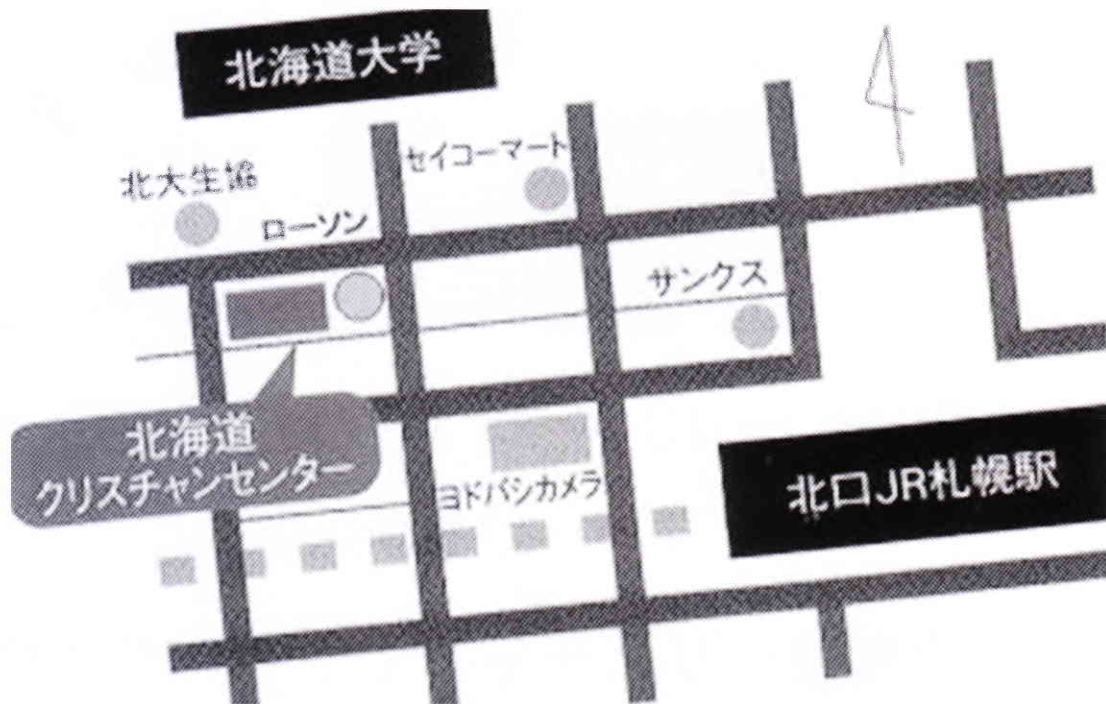 北海道大学
セイコーマート
北大生協
ローソン
サンクス
北海道
クリスチャンセンター
ヨドバシカメラ
北口JR札幌駅